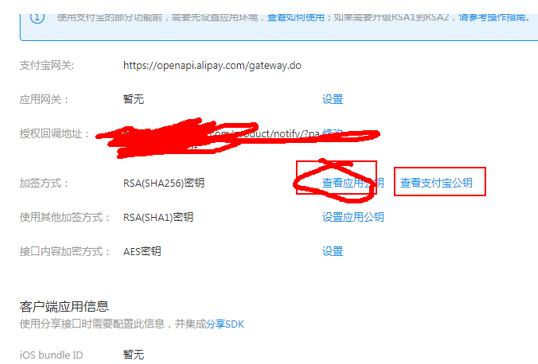 使用支付宝的部分功能前，需要先设置应用环境，查看如何使用；如果需要升级RSA1到RSA2，请参考操作指南。
支付宝网关: https://openapi.alipay.com/gateway.do
应用网关： 暂无 设置
授权回调地址： com/product/notify/?pa
加签方式： RSA(SHA256)密钥 查看应用公钥 查看支付宝公钥
使用其他加签方式： RSA(SHA1)密钥 设置应用公钥
接口内容加密方式： AES密钥 设置
客户端应用信息
使用分享接口时需要配置此信息，并集成分享SDK
iOS bundle ID 暂无